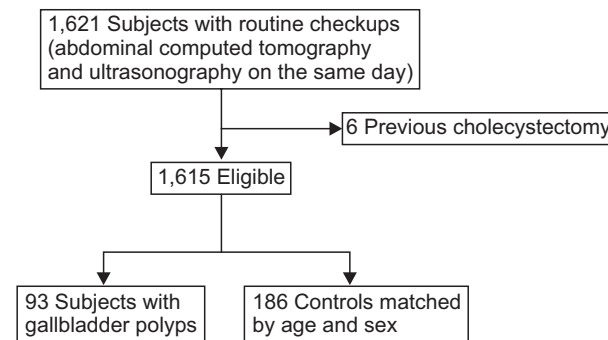 1,621 Subjects with routine checkups
(abdominal computed tomography
and ultrasonography on the same day)
6 Previous cholecystectomy
1,615 Eligible
93 Subjects with
gallbladder polyps
186 Controls matched
by age and sex